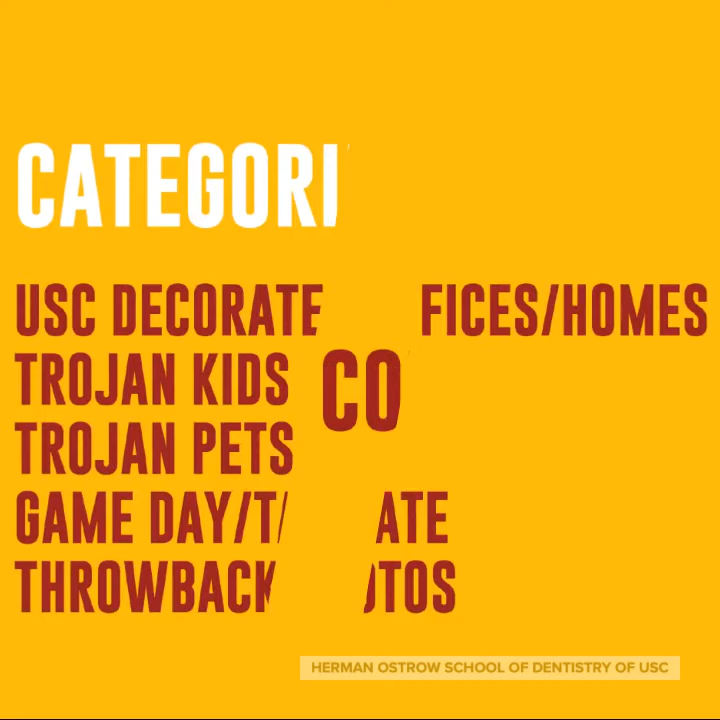 CATEGORI
USC DECORATE FICES/HOMES
TROJAN KIDS
CO
TROJAN PETS
GAME DAY/T ATE
THROWBACK OTOS
HERMAN OSTROW SCHOOL OF DENTISTRY OF USC